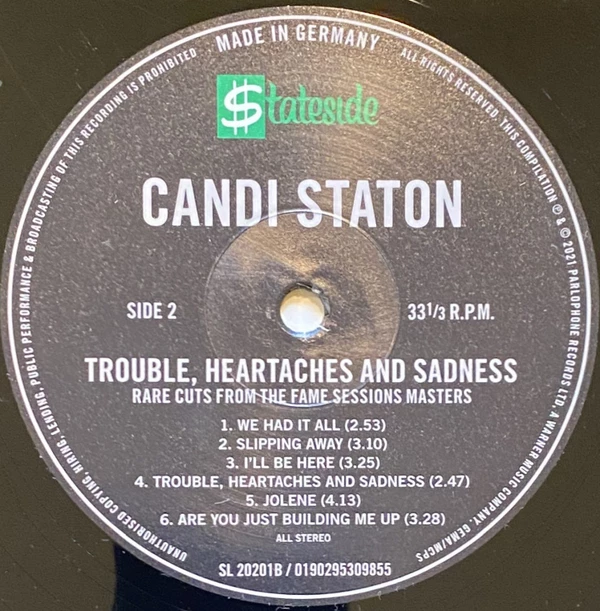 MADE IN GERMANY
ALL RIGHTS RESERVED. THIS COMPILATION ℗ & © 2021 PARLOPHONE RECORDS LTD, A WARNER MUSIC COMPANY. GEMA/MCPS
UNAUTHORISED COPYING, HIRING, LENDING, PUBLIC PERFORMANCE & BROADCASTING OF THIS RECORDING IS PROHIBITED
$tateside
CANDI STATON
SIDE 2
33 1/3 R.P.M.
TROUBLE, HEARTACHES AND SADNESS
RARE CUTS FROM THE FAME SESSIONS MASTERS
1. WE HAD IT ALL (2.53)
2. SLIPPING AWAY (3.10)
3. I'LL BE HERE (3.25)
4. TROUBLE, HEARTACHES AND SADNESS (2.47)
5. JOLENE (4.13)
6. ARE YOU JUST BUILDING ME UP (3.28)
ALL STEREO
SL 20201B / 0190295309855